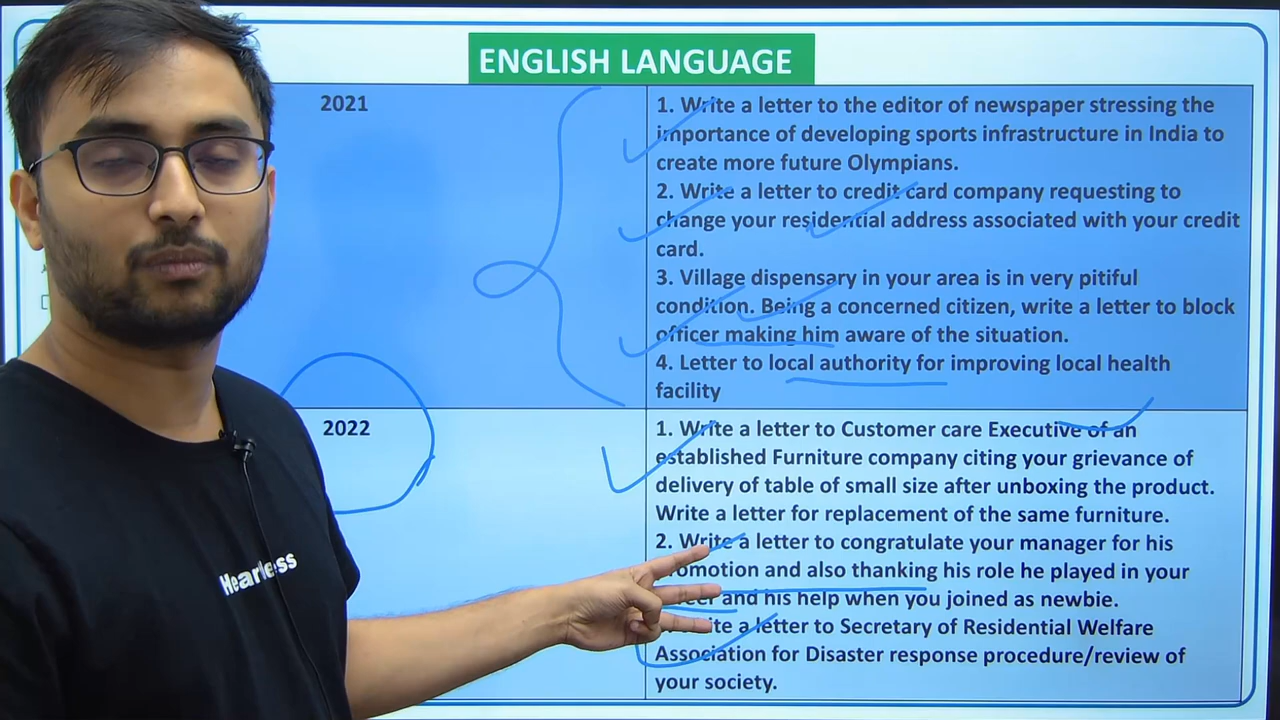 ENGLISH LANGUAGE
2021
1. Write a letter to the editor of newspaper stressing the
importance of developing sports infrastructure in India to
create more future Olympians.
2. Write a letter to credit card company requesting to
change your residential address associated with your credit
card.
3. Village dispensary in your area is in very pitiful
condition. Being a concerned citizen, write a letter to block
officer making him aware of the situation.
4. Letter to local authority for improving local health
facility
2022
1. Write a letter to Customer care Executive of an
established Furniture company citing your grievance of
delivery of table of small size after unboxing the product.
Write a letter for replacement of the same furniture.
2. Write a letter to congratulate your manager for his
promotion and also thanking his role he played in your
and his help when you joined as newbie.
a letter to Secretary of Residential Welfare
Association for Disaster response procedure/review of
your society.